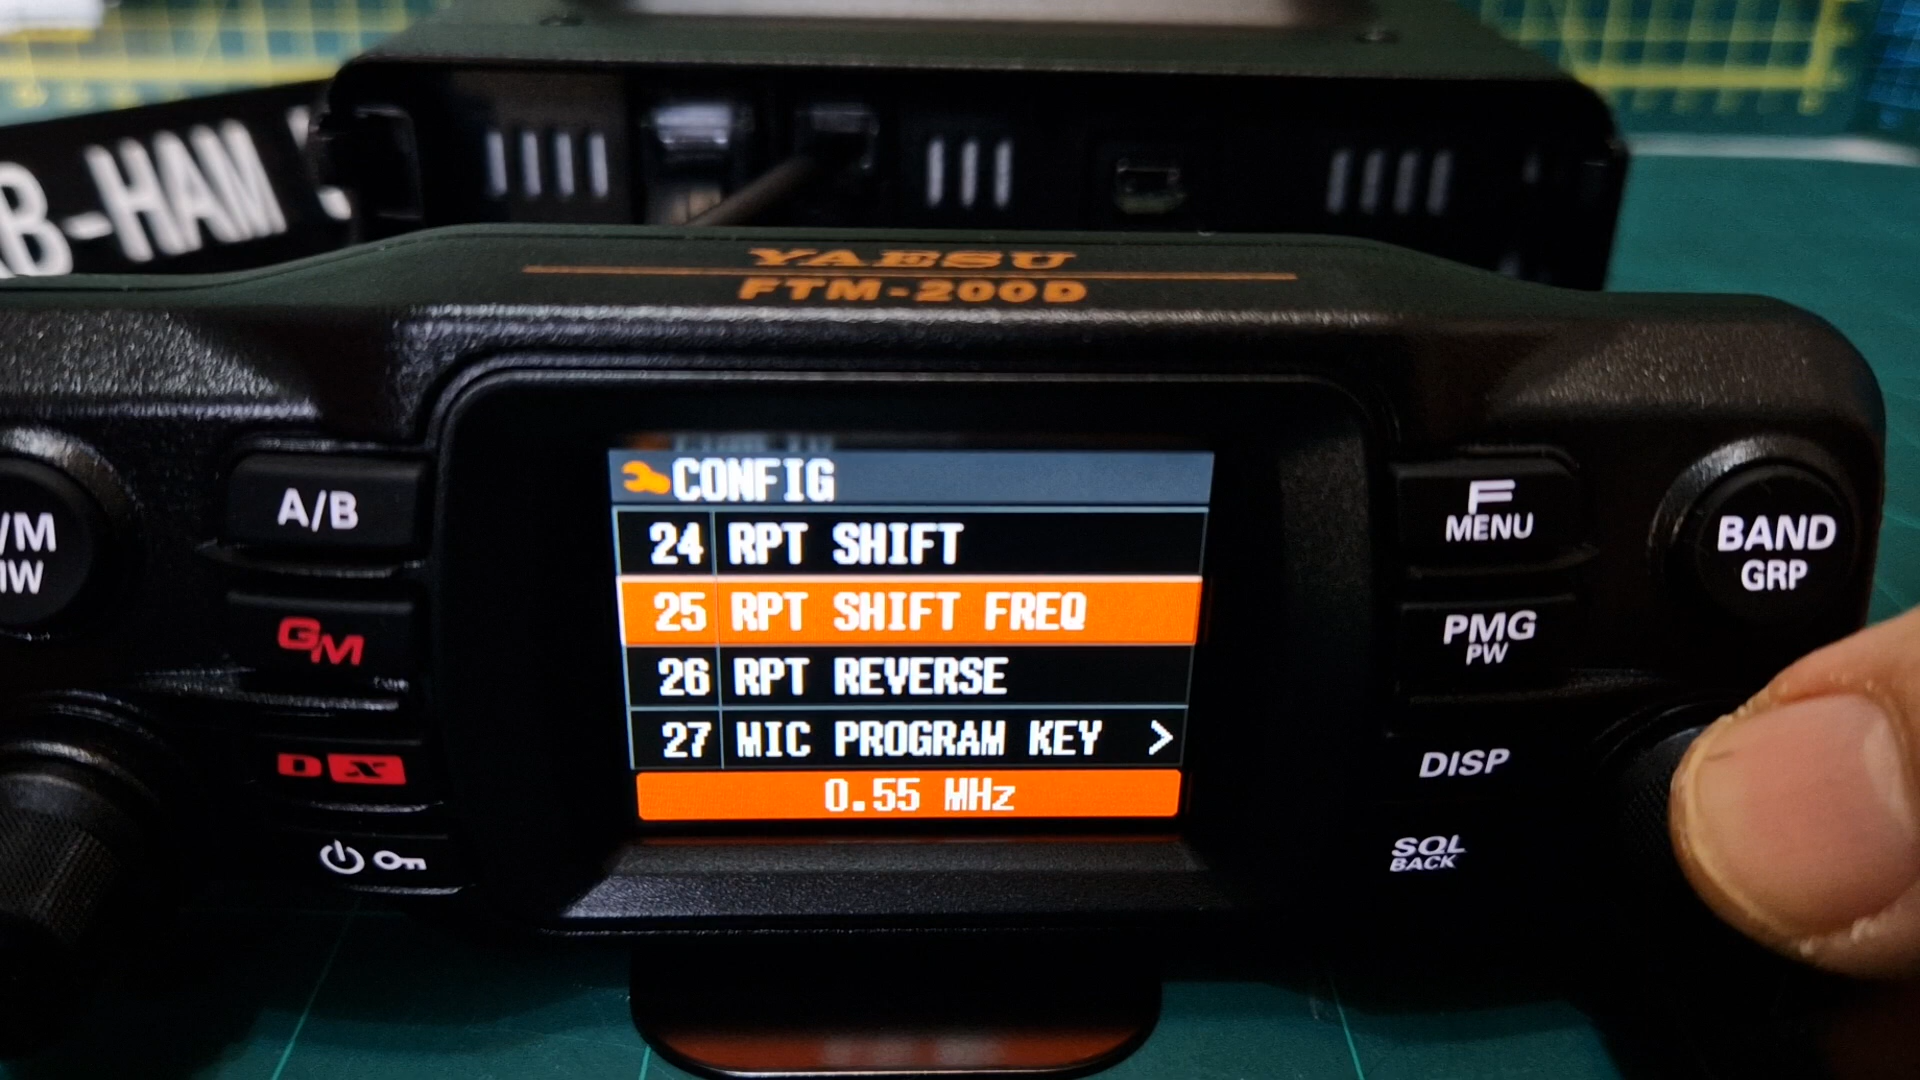 B-HAM
YAESU
FTM-200D
CONFIG
24 RPT SHIFT
25 RPT SHIFT FREQ
26 RPT REVERSE
27 MIC PROGRAM KEY >
0.55 MHz
/M
A/B
GM
DX
F
MENU
BAND
GRP
PMG
PW
DISP
SQL
BACK